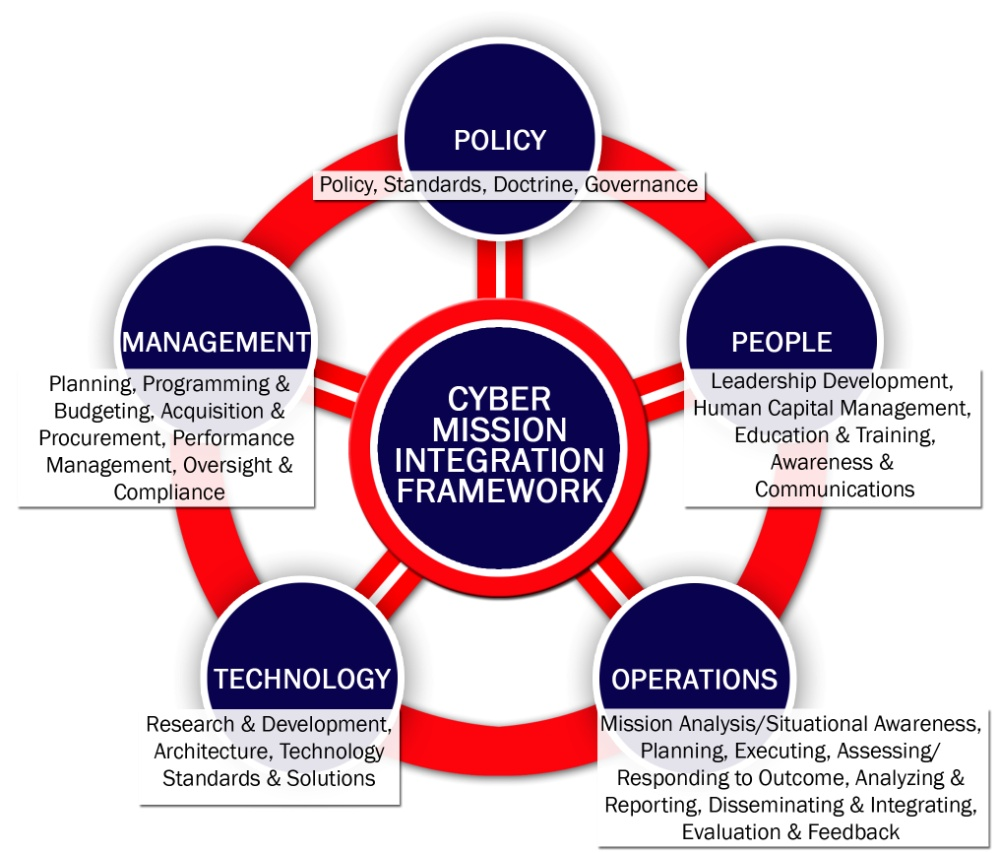 POLICY
Policy, Standards, Doctrine, Governance
MANAGEMENT
Planning, Programming &
Budgeting, Acquisition &
Procurement, Performance
Management, Oversight &
Compliance
PEOPLE
Leadership Development,
Human Capital Management,
Education & Training,
Awareness &
Communications
CYBER
MISSION
INTEGRATION
FRAMEWORK
TECHNOLOGY
Research & Development,
Architecture, Technology
Standards & Solutions
OPERATIONS
Mission Analysis/Situational Awareness,
Planning, Executing, Assessing/
Responding to Outcome, Analyzing &
Reporting, Disseminating & Integrating,
Evaluation & Feedback